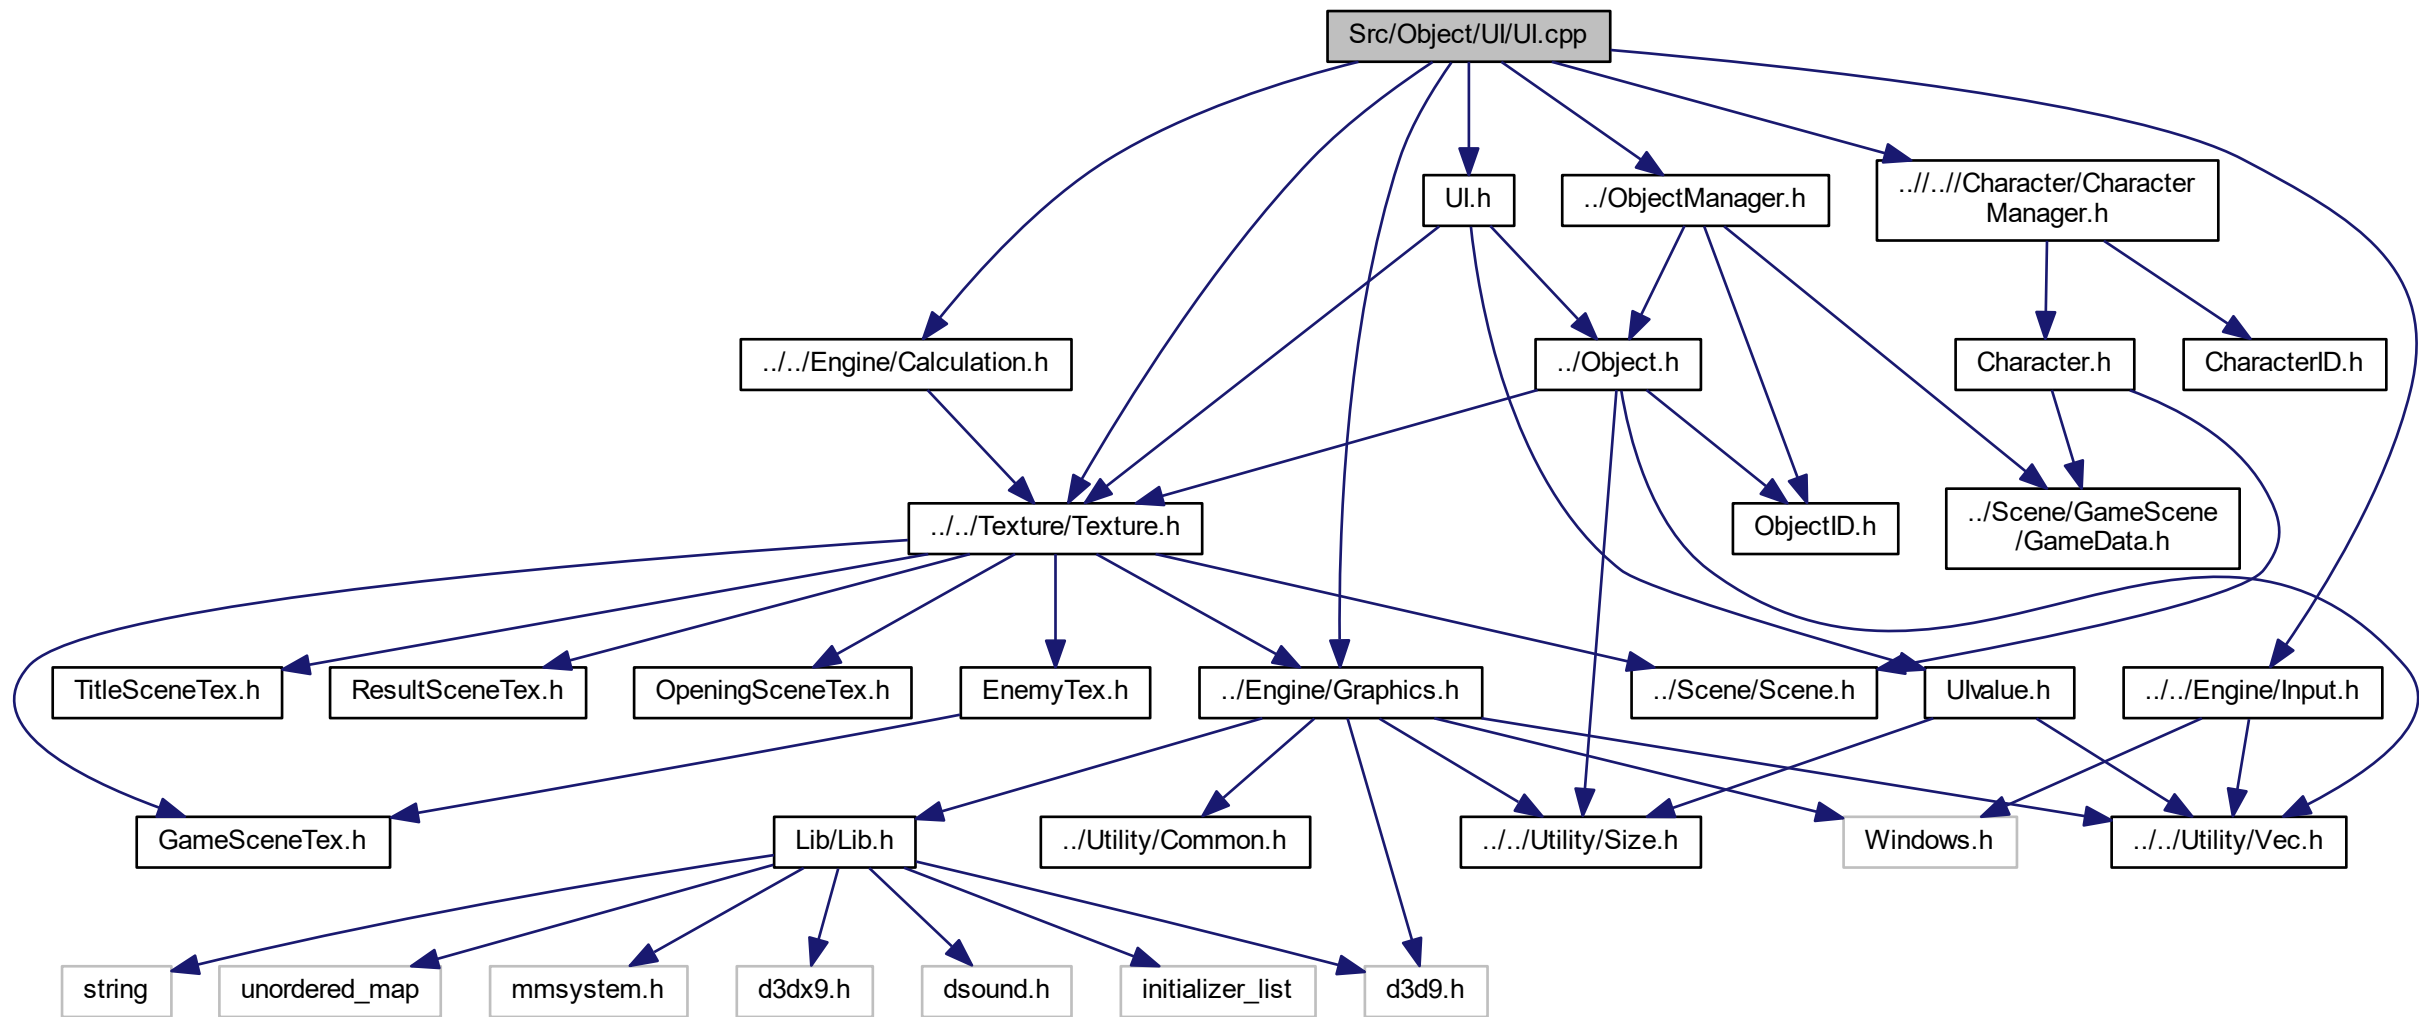 Src/Object/UI/UI.cpp
UI.h
../ObjectManager.h
..//..//Character/Character
Manager.h
../../Engine/Calculation.h
../Object.h
Character.h
CharacterID.h
../../Texture/Texture.h
ObjectID.h
../Scene/GameScene
/GameData.h
TitleSceneTex.h
ResultSceneTex.h
OpeningSceneTex.h
EnemyTex.h
../Engine/Graphics.h
../Scene/Scene.h
UIvalue.h
../../Engine/Input.h
GameSceneTex.h
Lib/Lib.h
../Utility/Common.h
../../Utility/Size.h
Windows.h
../../Utility/Vec.h
string
unordered_map
mmsystem.h
d3dx9.h
dsound.h
initializer_list
d3d9.h